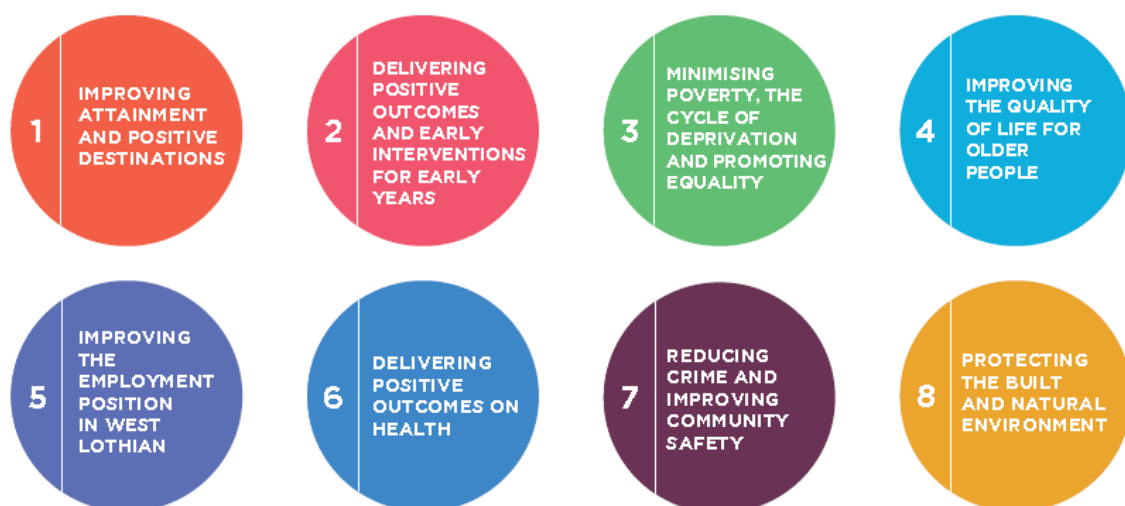 1
IMPROVING
ATTAINMENT
AND POSITIVE
DESTINATIONS
2
DELIVERING
POSITIVE
OUTCOMES
AND EARLY
INTERVENTIONS
FOR EARLY
YEARS
3
MINIMISING
POVERTY, THE
CYCLE OF
DEPRIVATION
AND PROMOTING
EQUALITY
4
IMPROVING
THE QUALITY
OF LIFE FOR
OLDER
PEOPLE
5
IMPROVING
THE
EMPLOYMENT
POSITION
IN WEST
LOTHIAN
6
DELIVERING
POSITIVE
OUTCOMES ON
HEALTH
7
REDUCING
CRIME AND
IMPROVING
COMMUNITY
SAFETY
8
PROTECTING
THE BUILT
AND NATURAL
ENVIRONMENT